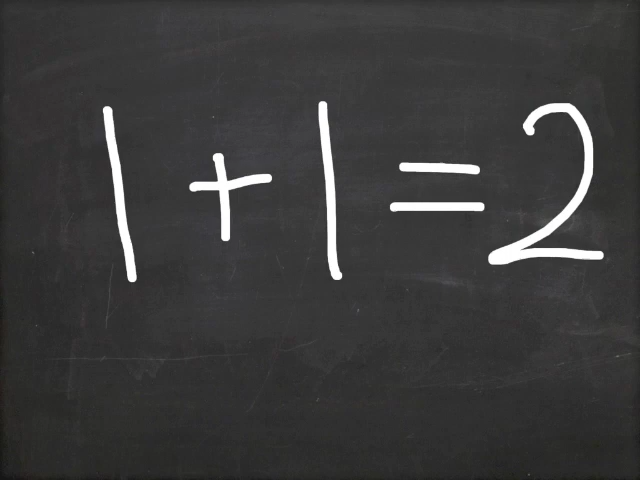 1 + 1 = 2